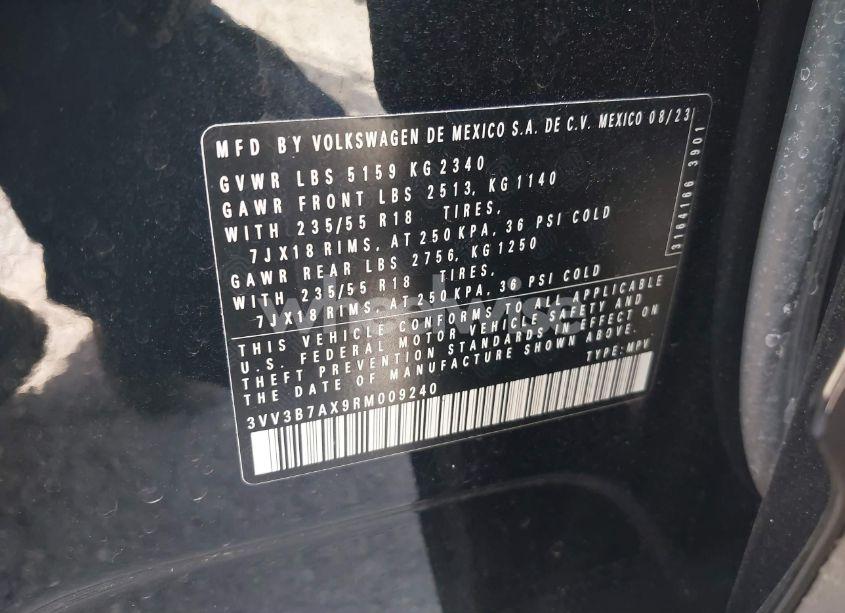 MFD BY VOLKSWAGEN DE MEXICO S.A. DE C.V. MEXICO 08/23
GVWR LBS 5159 KG 2340
GAWR FRONT LBS 2513, KG 1140
WITH 235/55 R18 TIRES,
7JX18 RIMS, AT 250 KPA, 36 PSI COLD
GAWR REAR LBS 2756, KG 1250
WITH 235/55 R18 TIRES,
7JX18 RIMS, AT 250 KPA, 36 PSI COLD
THIS VEHICLE CONFORMS TO ALL APPLICABLE
U.S. FEDERAL MOTOR VEHICLE SAFETY AND
THEFT PREVENTION STANDARDS IN EFFECT ON
THE DATE OF MANUFACTURE SHOWN ABOVE.
3VV3B7AX9RM009240 TYPE: MPV
3164166 3901
wheelwise